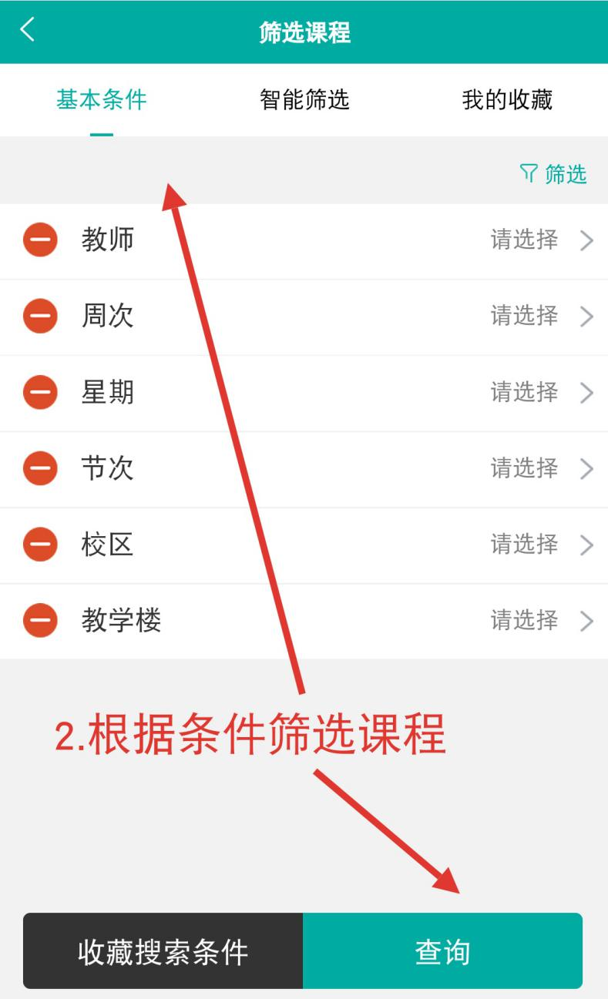 筛选课程
基本条件 智能筛选 我的收藏
筛选
教师 请选择
周次 请选择
星期 请选择
节次 请选择
校区 请选择
教学楼 请选择
2.根据条件筛选课程
收藏搜索条件 查询